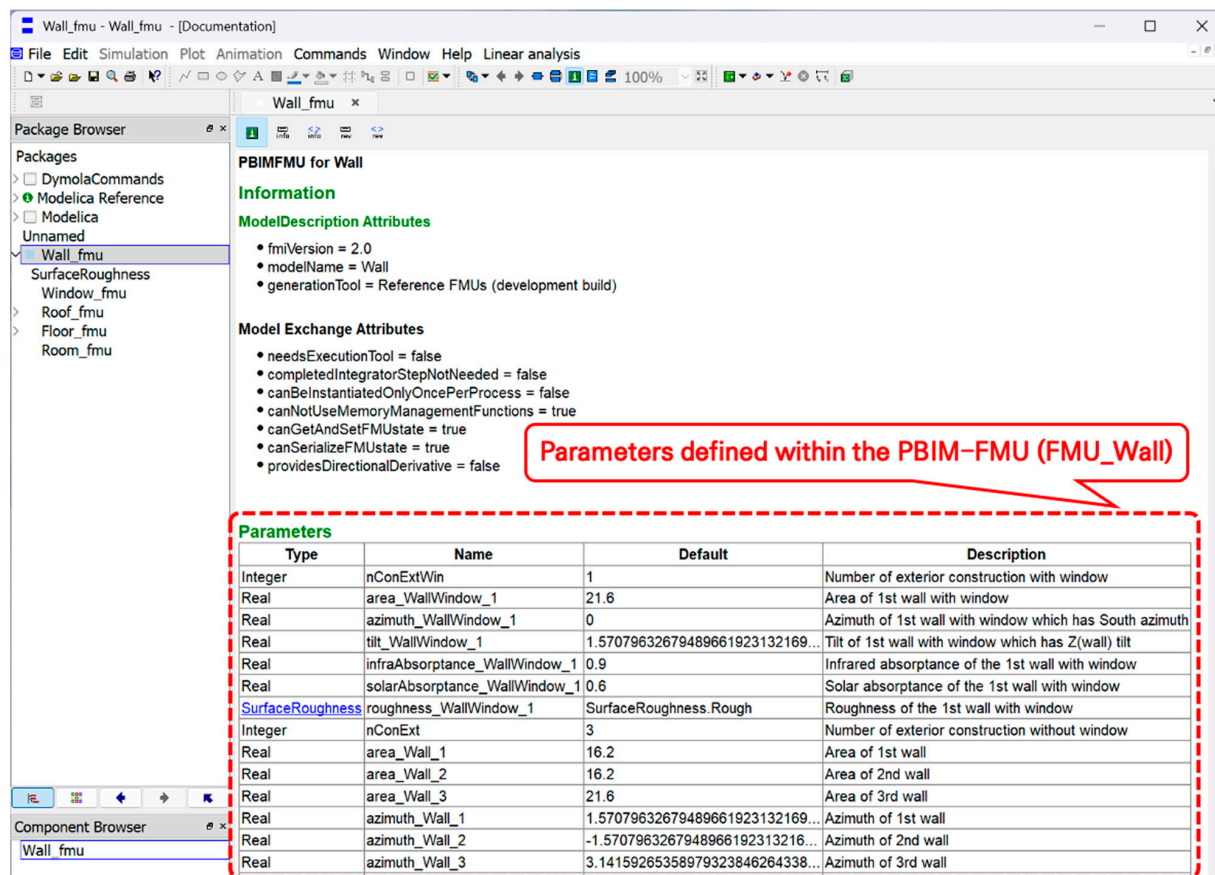 Wall_fmu - Wall_fmu - [Documentation]
File Edit Simulation Plot Animation Commands Window Help Linear analysis
100%
Wall_fmu ×
Package Browser
info info rev rev
Packages
DymolaCommands
Modelica Reference
Modelica
Unnamed
Wall_fmu
SurfaceRoughness
Window_fmu
Roof_fmu
Floor_fmu
Room_fmu
PBIMFMU for Wall
Information
ModelDescription Attributes
• fmiVersion = 2.0
• modelName = Wall
• generationTool = Reference FMUs (development build)
Model Exchange Attributes
• needsExecutionTool = false
• completedIntegratorStepNotNeeded = false
• canBeInstantiatedOnlyOncePerProcess = false
• canNotUseMemoryManagementFunctions = true
• canGetAndSetFMUstate = true
• canSerializeFMUstate = true
• providesDirectionalDerivative = false
Parameters defined within the PBIM-FMU (FMU_Wall)
Parameters
Type Name Default Description
Integer nConExtWin 1 Number of exterior construction with window
Real area_WallWindow_1 21.6 Area of 1st wall with window
Real azimuth_WallWindow_1 0 Azimuth of 1st wall with window which has South azimuth
Real tilt_WallWindow_1 1.570796326794896619231321​69... Tilt of 1st wall with window which has Z(wall) tilt
Real infraAbsorptance_WallWindow_1 0.9 Infrared absorptance of the 1st wall with window
Real solarAbsorptance_WallWindow_1 0.6 Solar absorptance of the 1st wall with window
SurfaceRoughness roughness_WallWindow_1 SurfaceRoughness.Rough Roughness of the 1st wall with window
Integer nConExt 3 Number of exterior construction without window
Real area_Wall_1 16.2 Area of 1st wall
Real area_Wall_2 16.2 Area of 2nd wall
Real area_Wall_3 21.6 Area of 3rd wall
Real azimuth_Wall_1 1.57079632679489661923132169... Azimuth of 1st wall
Real azimuth_Wall_2 -1.5707963267948966192313216... Azimuth of 2nd wall
Real azimuth_Wall_3 3.14159265358979323846264338... Azimuth of 3rd wall
Component Browser
Wall_fmu